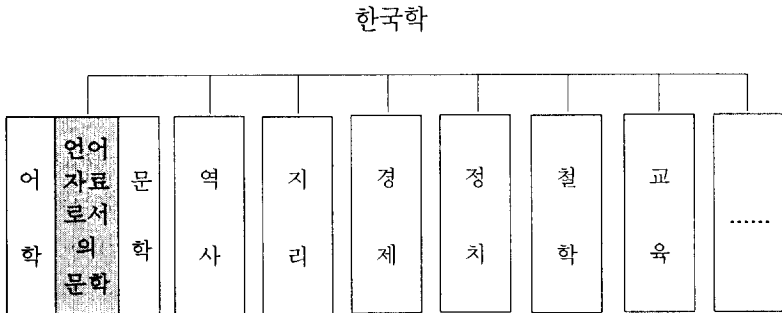 한국학
어학
언어
자료
로서
의
문학
문학
역사
지리
경제
정치
철학
교육
......